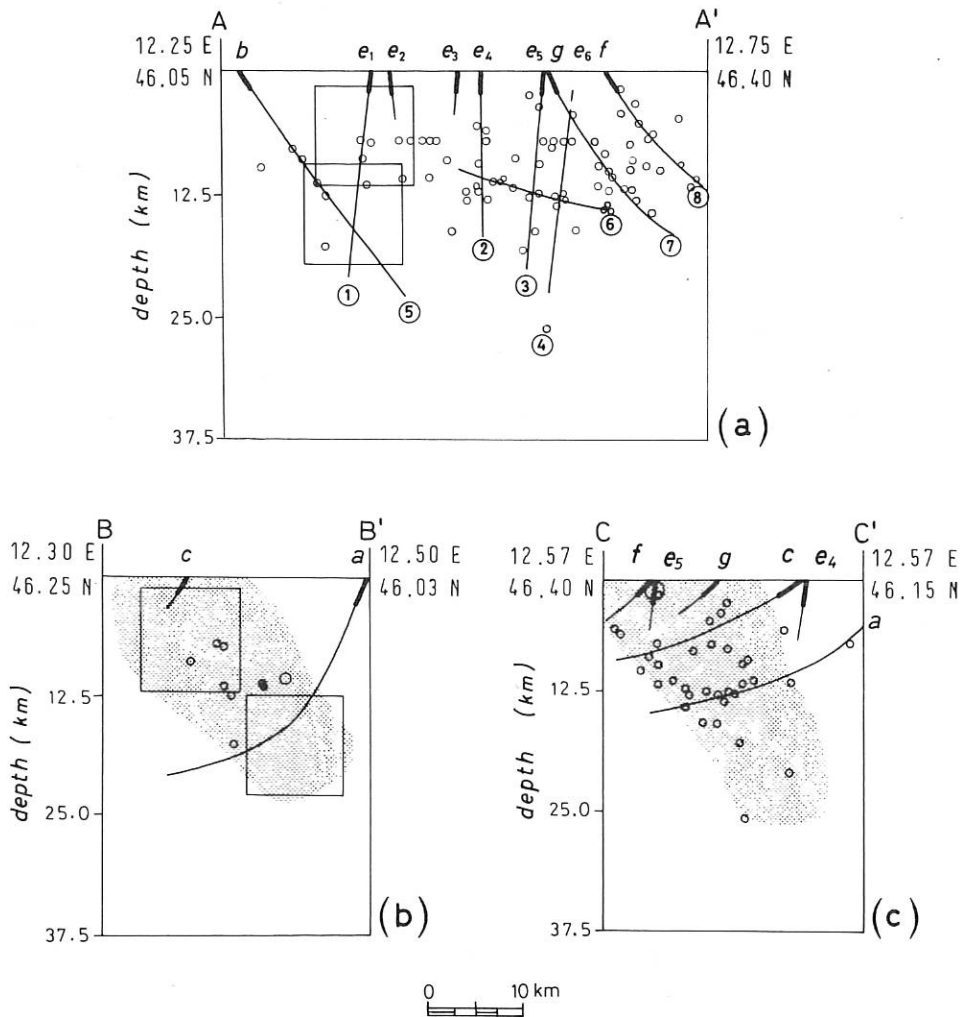 A A'
12.25 E 12.75 E
b e1 e2 e3 e4 e5 g e6 f
46.05 N 46.40 N
12.5
25.0
37.5
depth (km)
1 5 2 3 4 6 7 8
(a)
B B'
12.30 E 12.50 E
c a
46.25 N 46.03 N
12.5
25.0
37.5
depth (km)
(b)
C C'
12.57 E 12.57 E
f e5 g c e4
46.40 N 46.15 N
a
12.5
25.0
37.5
depth (km)
(c)
0 10 km